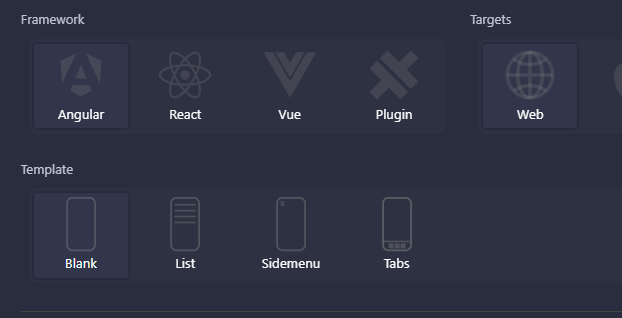 Framework
Targets
Angular
React
Vue
Plugin
Web
Template
Blank
List
Sidemenu
Tabs